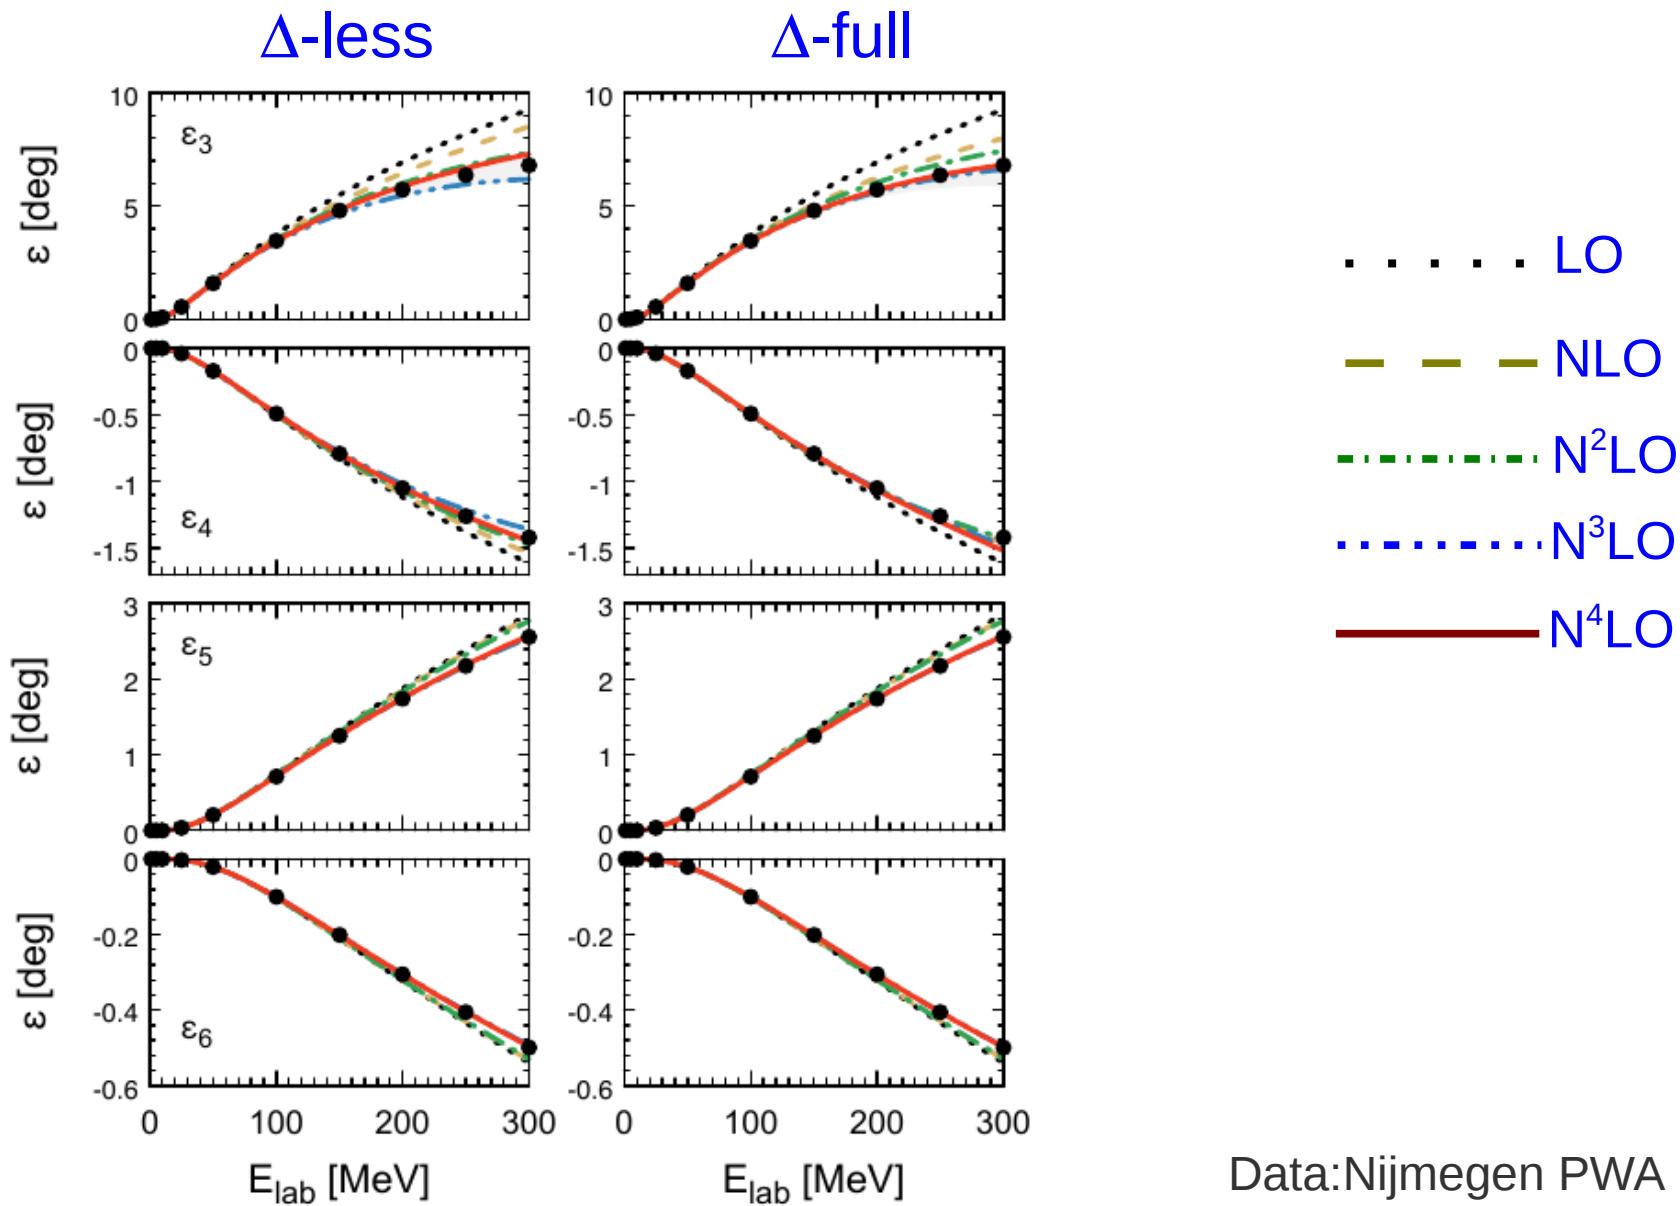 Δ-less Δ-full
10 10
ε3
ε [deg]
5 5
0 0
LO
0 0
NLO
ε [deg]
-0.5 -0.5
-1 -1
N²LO
ε4
-1.5 -1.5
N³LO
3 3
ε5
N⁴LO
ε [deg]
2 2
1 1
0 0
0 0
ε [deg]
-0.2 -0.2
-0.4 -0.4
ε6
-0.6 -0.6
0 100 200 300 0 100 200 300
Elab [MeV] Elab [MeV]
Data:Nijmegen PWA